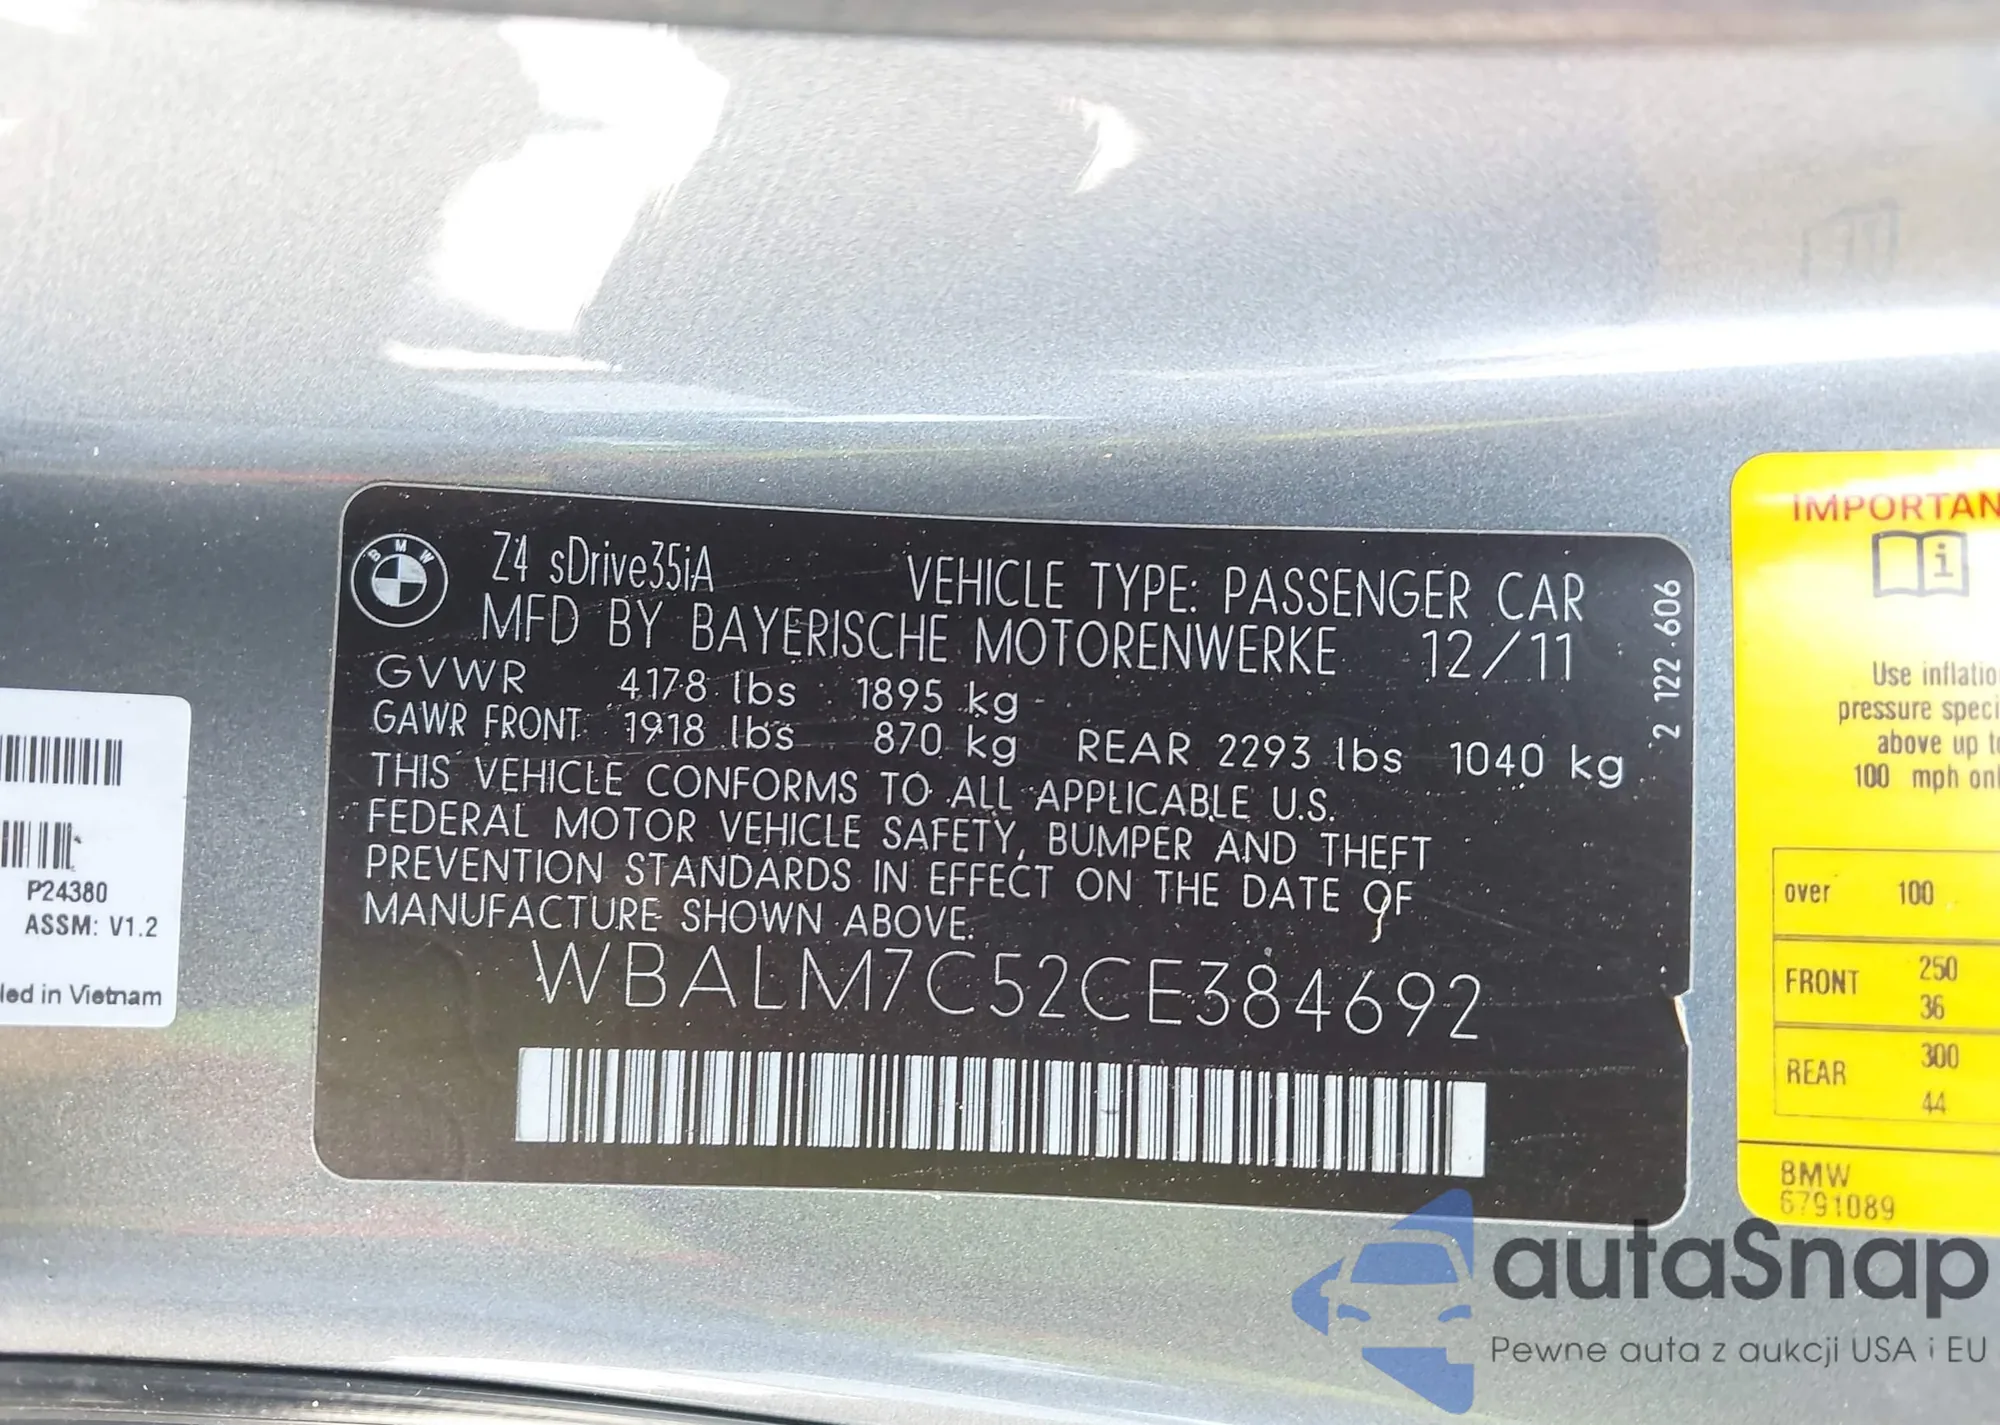 BMW
Z4 sDrive35iA
VEHICLE TYPE: PASSENGER CAR
MFD BY BAYERISCHE MOTORENWERKE 12/11
GVWR 4178 lbs 1895 kg
GAWR FRONT 1918 lbs 870 kg REAR 2293 lbs 1040 kg
THIS VEHICLE CONFORMS TO ALL APPLICABLE U.S.
FEDERAL MOTOR VEHICLE SAFETY, BUMPER AND THEFT
PREVENTION STANDARDS IN EFFECT ON THE DATE OF
MANUFACTURE SHOWN ABOVE.
WBALM7C52CE384692
2 122 606
P24380
ASSM: V1.2
led in Vietnam
IMPORTAN
i
Use inflatio
pressure speci
above up t
100 mph onl
over 100
FRONT 250
36
REAR 300
44
BMW
6791089
autaSnap
Pewne auta z aukcji USA i EU